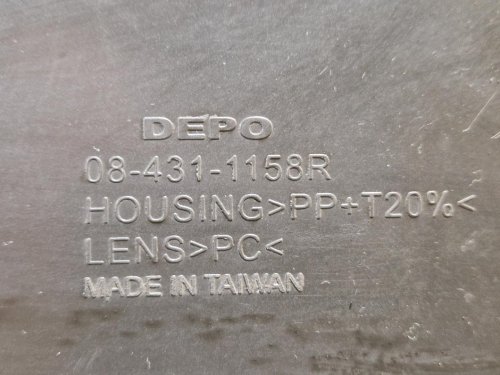 DEPO
08-431-1158R
HOUSING>PP+T20%<
LENS>PC<
MADE IN TAIWAN